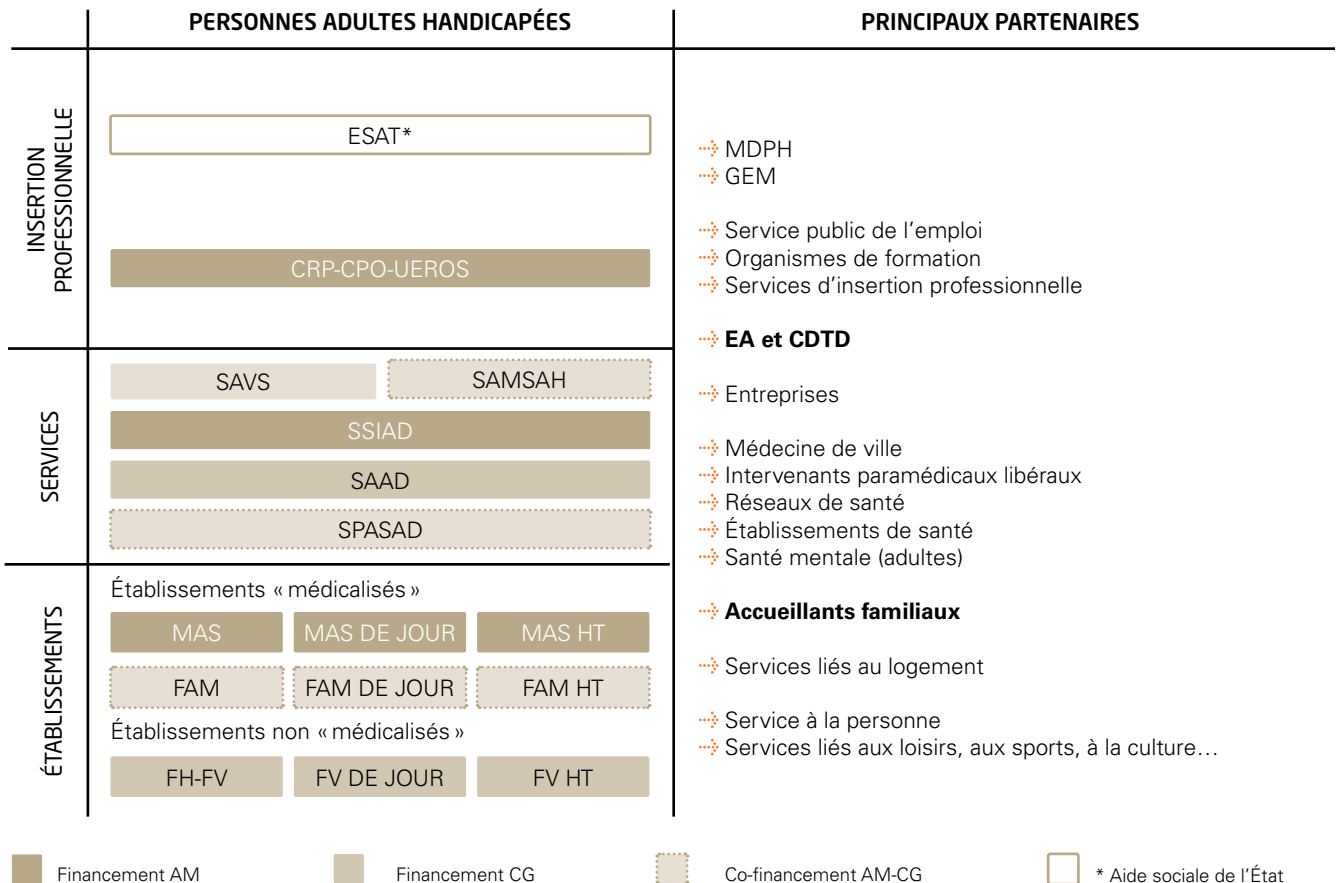 PERSONNES ADULTES HANDICAPÉES
PRINCIPAUX PARTENAIRES
INSERTION
PROFESSIONNELLE
ESAT*
CRP-CPO-UEROS
SERVICES
SAVS
SAMSAH
SSIAD
SAAD
SPASAD
ÉTABLISSEMENTS
Établissements « médicalisés »
MAS
MAS DE JOUR
MAS HT
FAM
FAM DE JOUR
FAM HT
Établissements non « médicalisés »
FH-FV
FV DE JOUR
FV HT
MDPH
GEM
Service public de l’emploi
Organismes de formation
Services d’insertion professionnelle
EA et CDTD
Entreprises
Médecine de ville
Intervenants paramédicaux libéraux
Réseaux de santé
Établissements de santé
Santé mentale (adultes)
Accueillants familiaux
Services liés au logement
Service à la personne
Services liés aux loisirs, aux sports, à la culture…
Financement AM
Financement CG
Co-financement AM-CG
* Aide sociale de l’État